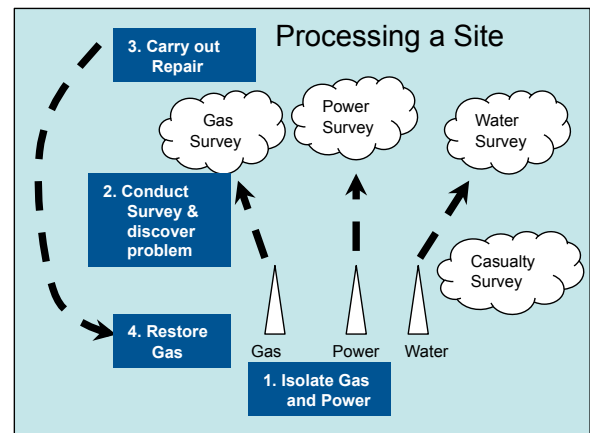 Processing a Site
3. Carry out
Repair
Gas
Survey
Power
Survey
Water
Survey
2. Conduct
Survey &
discover
problem
Casualty
Survey
4. Restore
Gas
Gas
Power
Water
1. Isolate Gas
and Power